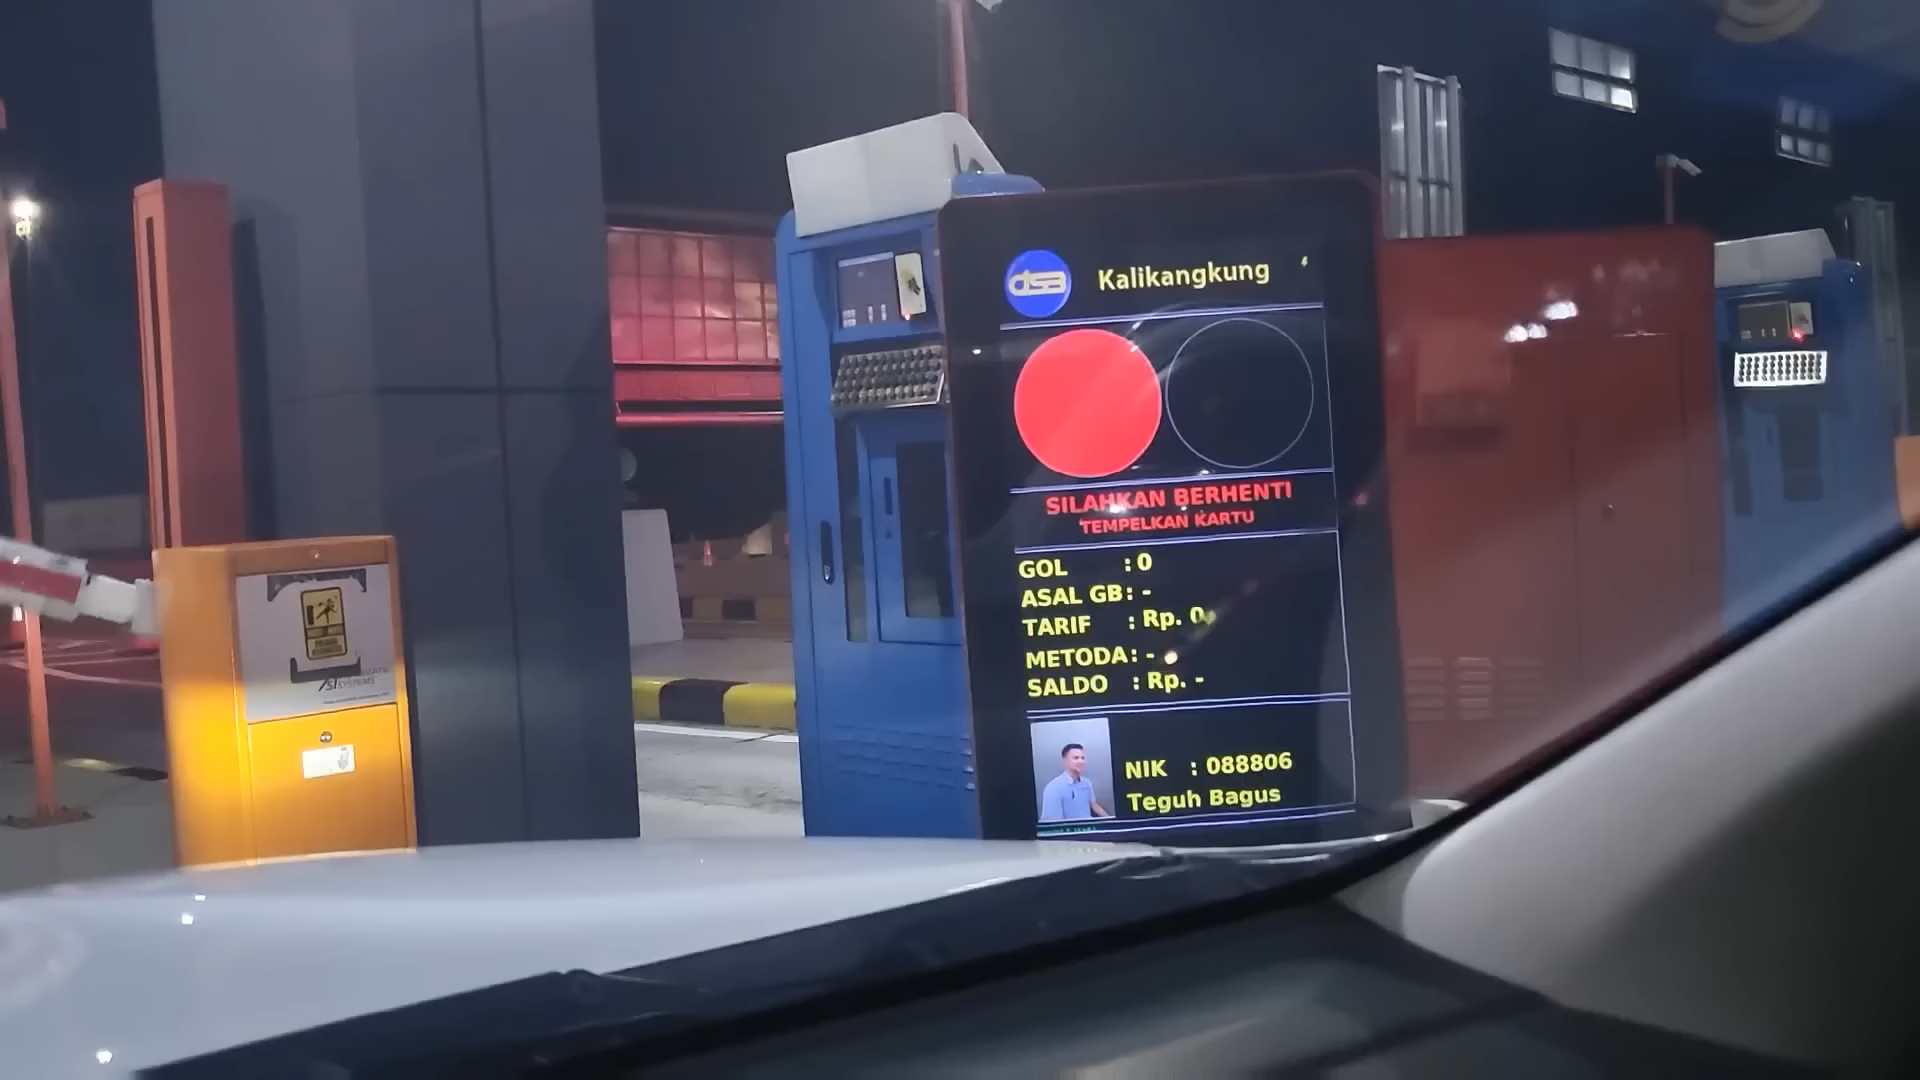 dsa
Kalikangkung
SILAHKAN BERHENTI
TEMPELKAN KARTU
GOL : 0
ASAL GB: -
TARIF : Rp. 0
METODA: -
SALDO : Rp. -
NIK : 088806
Teguh Bagus
SYSTEMS